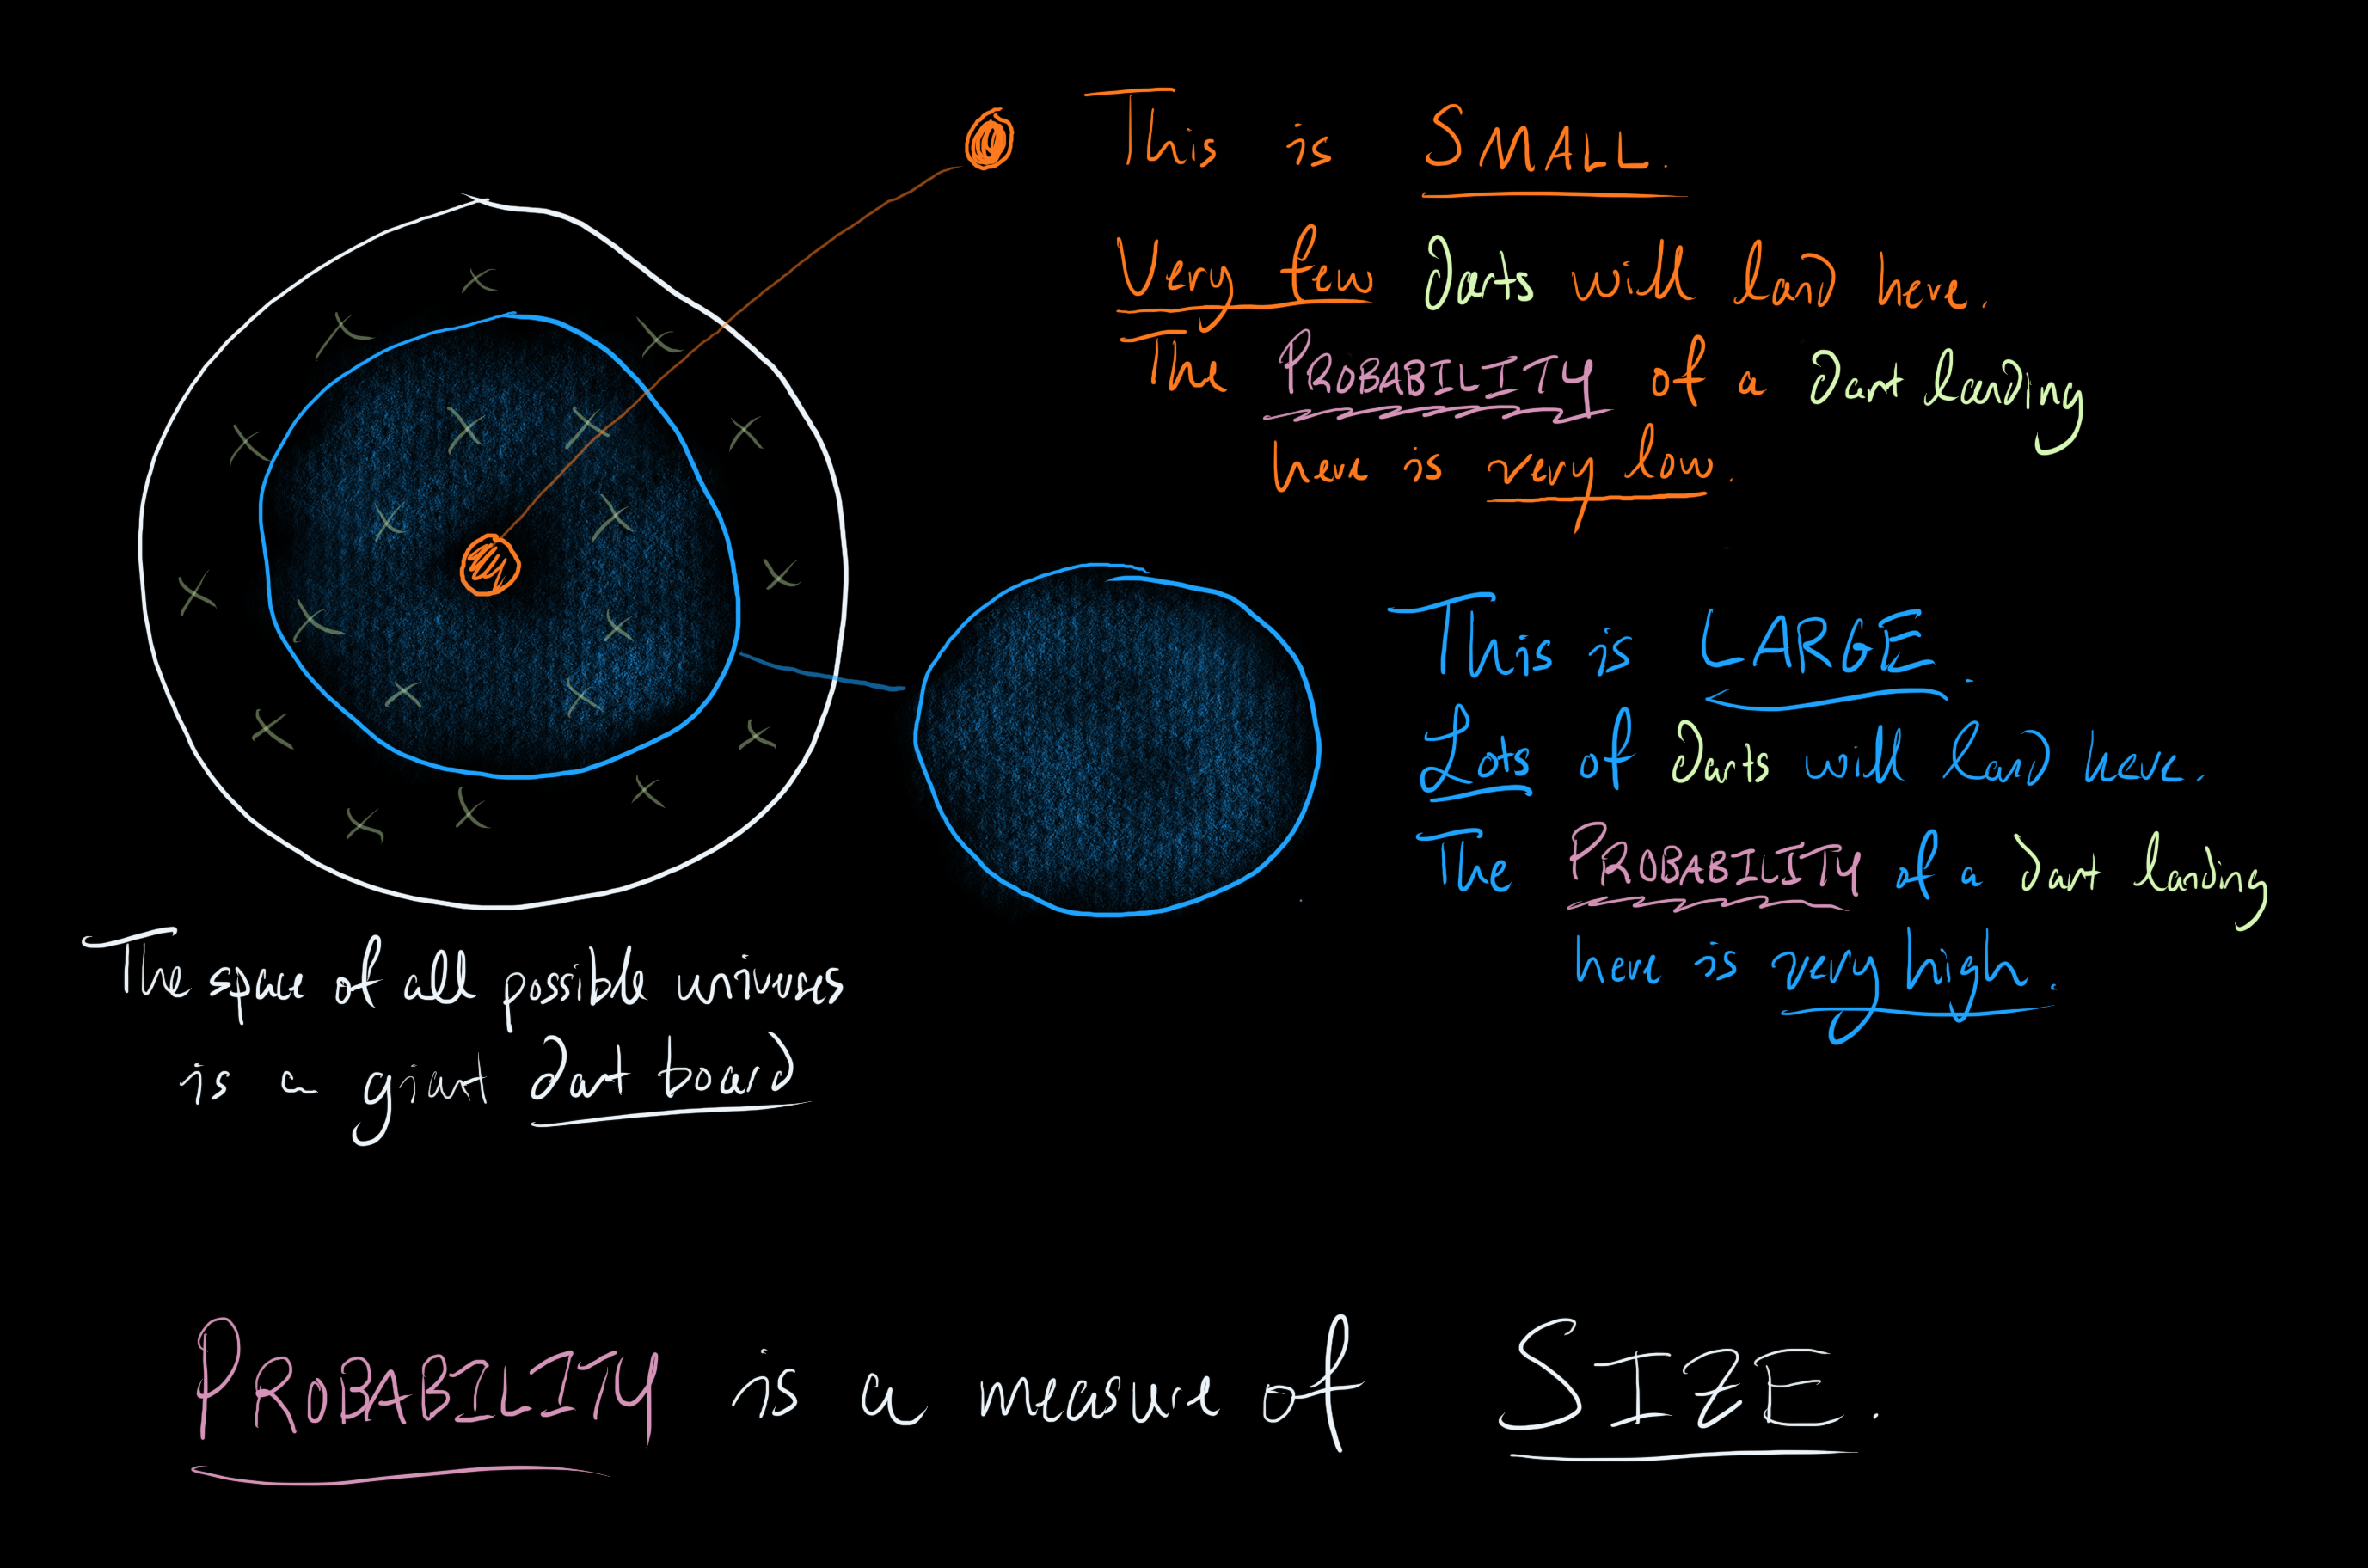 This is SMALL.
Very few darts will land here.
The PROBABILITY of a dart landing
here is very low.
This is LARGE.
Lots of darts will land here.
The PROBABILITY of a dart landing
here is very high.
The space of all possible universes
is a giant dart board
PROBABILITY is a measure of SIZE.